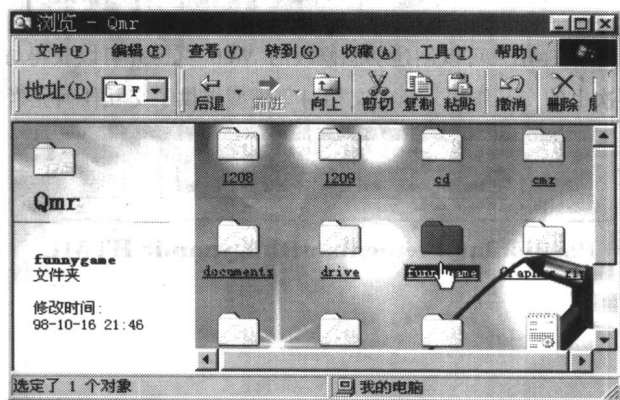 浏览 - Qmr
文件(F) 编辑(E) 查看(V) 转到(G) 收藏(A) 工具(T) 帮助(
地址(D) F 后退 前进 向上 剪切 复制 粘贴 撤消 删除
1208 1209 cd cmz
Qmr
documents drive
funnygame
文件夹
修改时间:
98-10-16 21:46
选定了 1 个对象 我的电脑